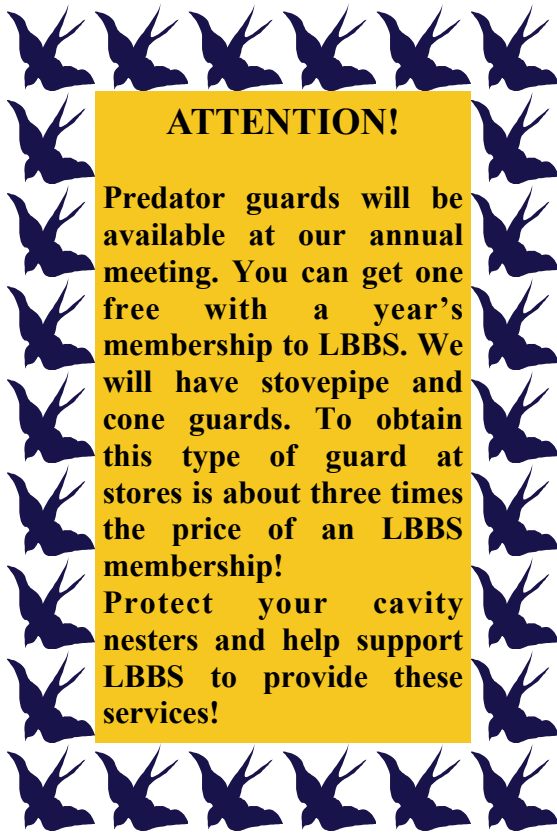 ATTENTION!
Predator guards will be
available at our annual
meeting. You can get one
free with a year’s
membership to LBBS. We
will have stovepipe and
cone guards. To obtain
this type of guard at
stores is about three times
the price of an LBBS
membership!
Protect your cavity
nesters and help support
LBBS to provide these
services!